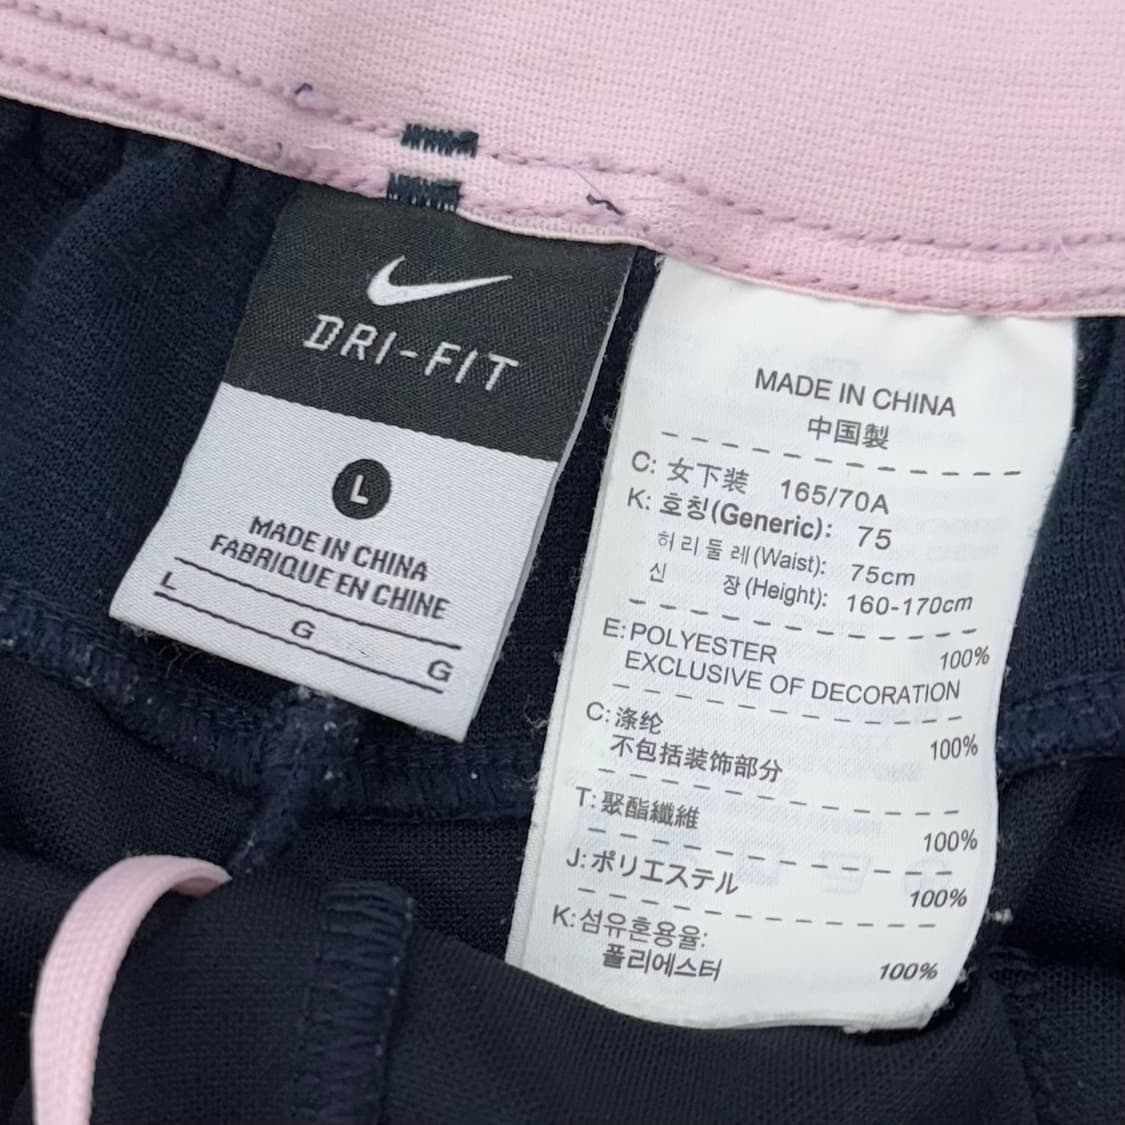 DRI-FIT
L
MADE IN CHINA
FABRIQUE EN CHINE
L
G
G
MADE IN CHINA
中国製
C: 女下装 165/70A
K: 호칭(Generic): 75
허리둘레(Waist): 75cm
신 장(Height): 160-170cm
E: POLYESTER 100%
EXCLUSIVE OF DECORATION
C: 涤纶 100%
不包括装饰部分
T: 聚酯纖維 100%
J: ポリエステル 100%
K: 섬유혼용율:
폴리에스터 100%